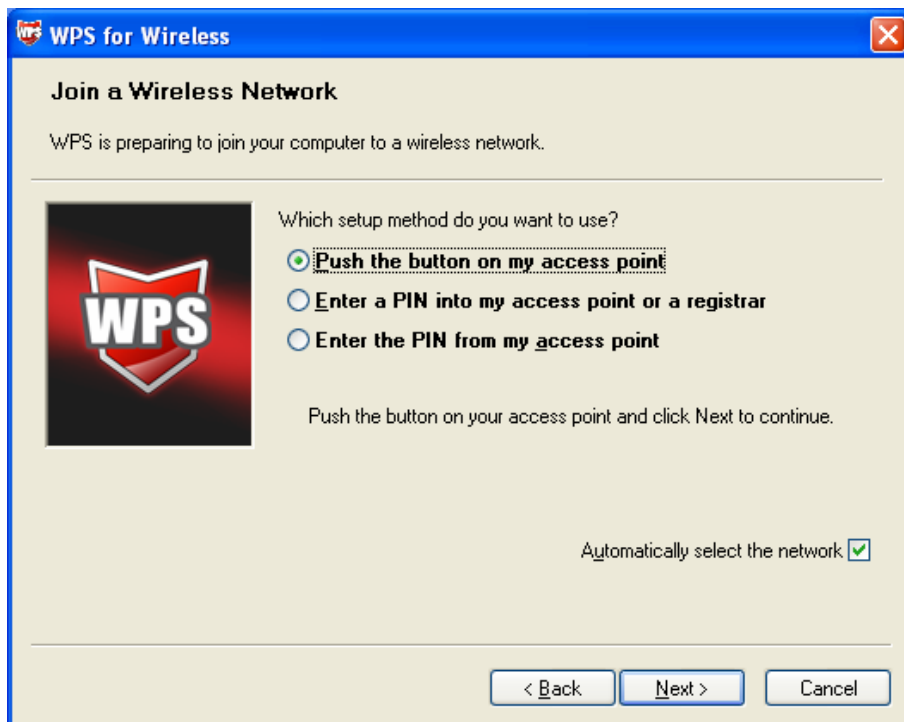 WPS for Wireless
Join a Wireless Network
WPS is preparing to join your computer to a wireless network.
Which setup method do you want to use?
Push the button on my access point
Enter a PIN into my access point or a registrar
Enter the PIN from my access point
WPS
Push the button on your access point and click Next to continue.
Automatically select the network
< Back
Next >
Cancel